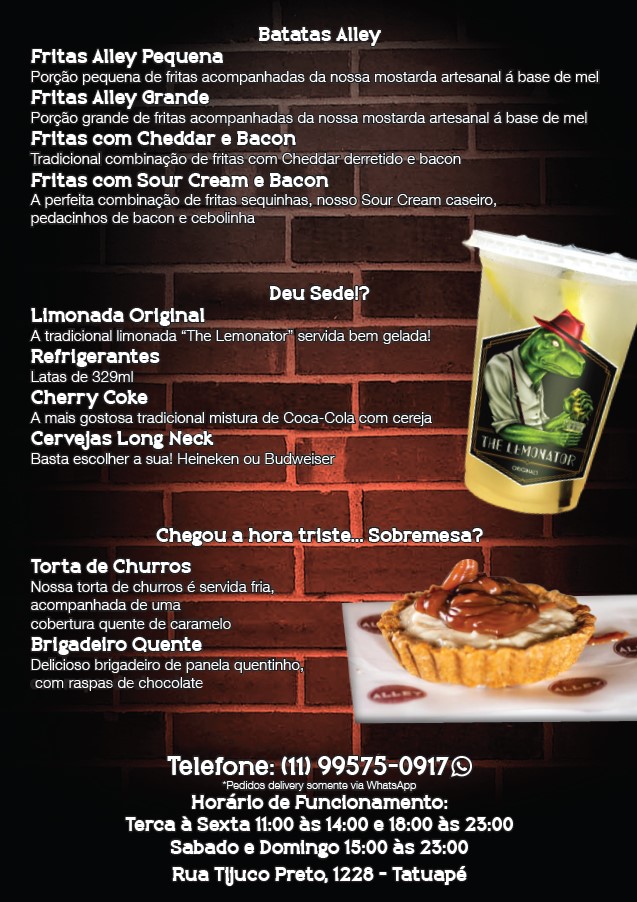 Batatas Alley
Fritas Alley Pequena
Porção pequena de fritas acompanhadas da nossa mostarda artesanal á base de mel
Fritas Alley Grande
Porção grande de fritas acompanhadas da nossa mostarda artesanal á base de mel
Fritas com Cheddar e Bacon
Tradicional combinação de fritas com Cheddar derretido e bacon
Fritas com Sour Cream e Bacon
A perfeita combinação de fritas sequinhas, nosso Sour Cream caseiro,
pedacinhos de bacon e cebolinha
Deu Sede!?
Limonada Original
A tradicional limonada “The Lemonator” servida bem gelada!
Refrigerantes
Latas de 329ml
Cherry Coke
A mais gostosa tradicional mistura de Coca-Cola com cereja
Cervejas Long Neck
Basta escolher a sua! Heineken ou Budweiser
THE LEMONATOR
ORIGINAL
Chegou a hora triste... Sobremesa?
Torta de Churros
Nossa torta de churros é servida fria,
acompanhada de uma
cobertura quente de caramelo
Brigadeiro Quente
Delicioso brigadeiro de panela quentinho,
com raspas de chocolate
ALLEY
ALLEY
Telefone: (11) 99575-0917
*Pedidos delivery somente via WhatsApp
Horário de Funcionamento:
Terca à Sexta 11:00 às 14:00 e 18:00 às 23:00
Sabado e Domingo 15:00 às 23:00
Rua Tijuco Preto, 1228 - Tatuapé